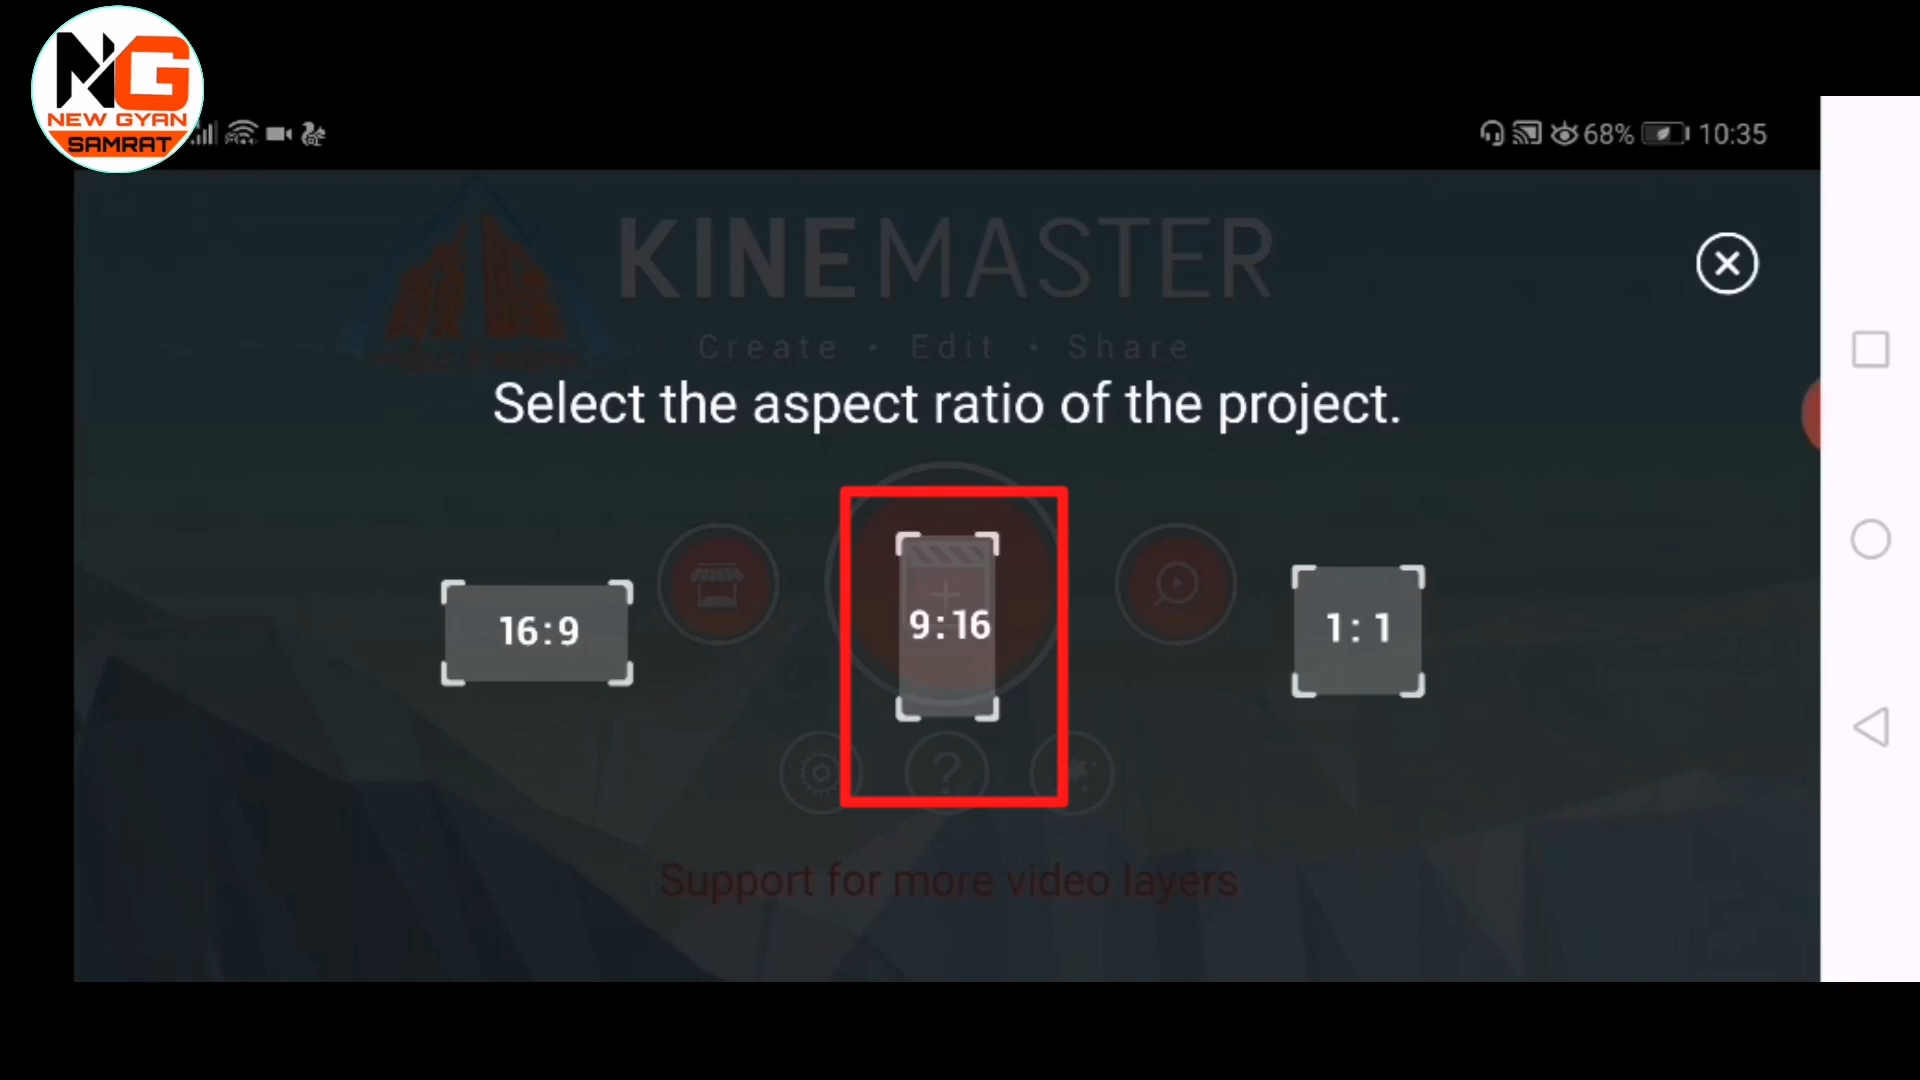 NG
NEW GYAN
SAMRAT
68% 10:35
KINEMASTER
Create · Edit · Share
Select the aspect ratio of the project.
16:9
9:16
1:1
Support for more video layers